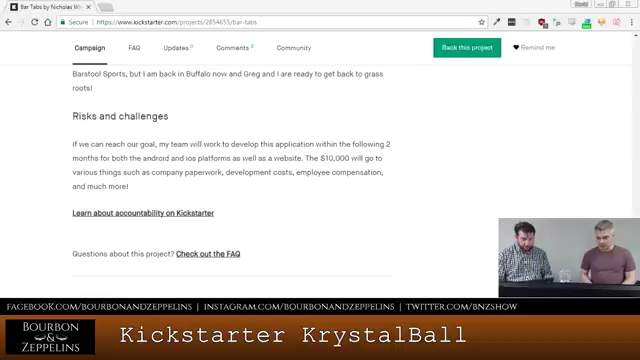 Bar Tabs by Nicholas W
Secure
https://www.kickstarter.com/projects/2854655/bar-tabs
Campaign
FAQ
Updates 0
Comments 0
Community
Back this project
Remind me
Barstool Sports, but I am back in Buffalo now and Greg and I are ready to get back to grass
roots!
Risks and challenges
If we can reach our goal, my team will work to develop this application within the following 2
months for both the android and ios platforms as well as a website. The $10,000 will go to
various things such as company paperwork, development costs, employee compensation,
and much more!
Learn about accountability on Kickstarter
Questions about this project? Check out the FAQ
FACEBOOK.COM/BOURBONANDZEPPELINS | INSTAGRAM.COM/BOURBONANDZEPPELINS | TWITTER.COM/BNZSHOW
BOURBON
&
ZEPPELINS
Kickstarter KrystalBall